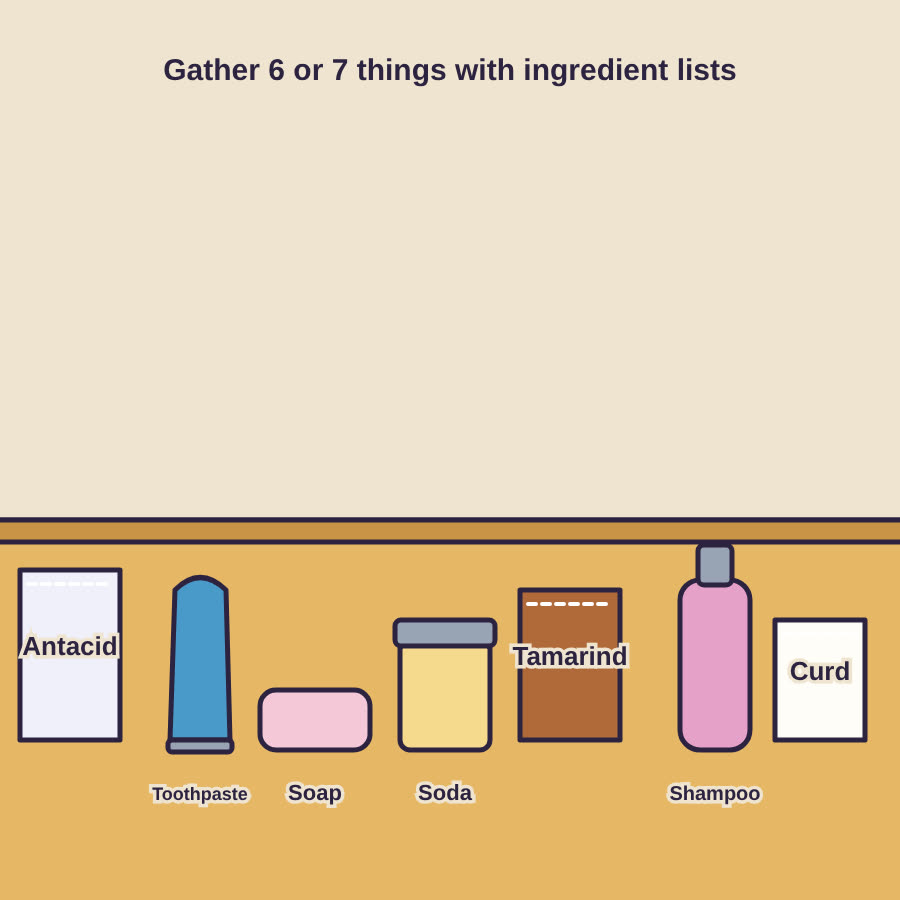 Gather 6 or 7 things with ingredient lists
Antacid
Toothpaste
Soap
Soda
Tamarind
Shampoo
Curd